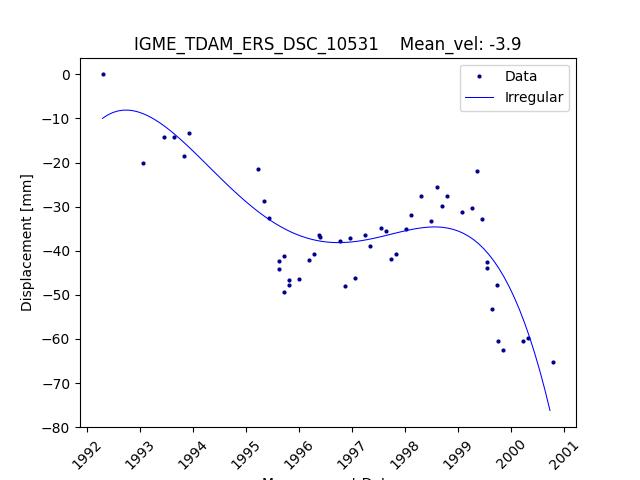 IGME_TDAM_ERS_DSC_10531    Mean_vel: -3.9
Data
Irregular
Displacement [mm]
0
−10
−20
−30
−40
−50
−60
−70
−80
1992 1993 1994 1995 1996 1997 1998 1999 2000 2001